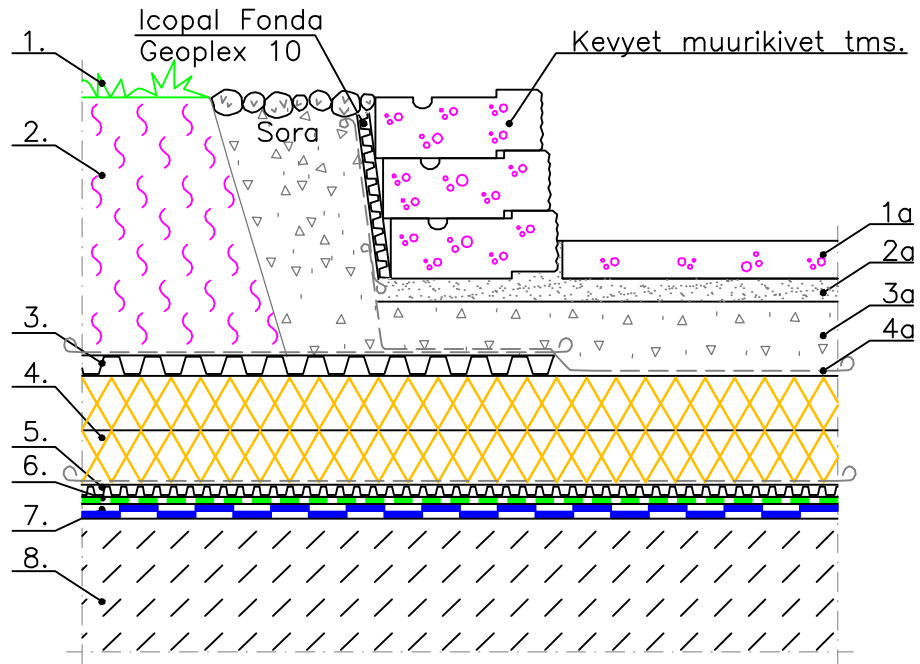 Icopal Fonda
Geoplex 10
Kevyet muurikivet tms.
1.
2.
Sora
1a
2a
3a
4a
3.
4.
5.
6.
7.
8.